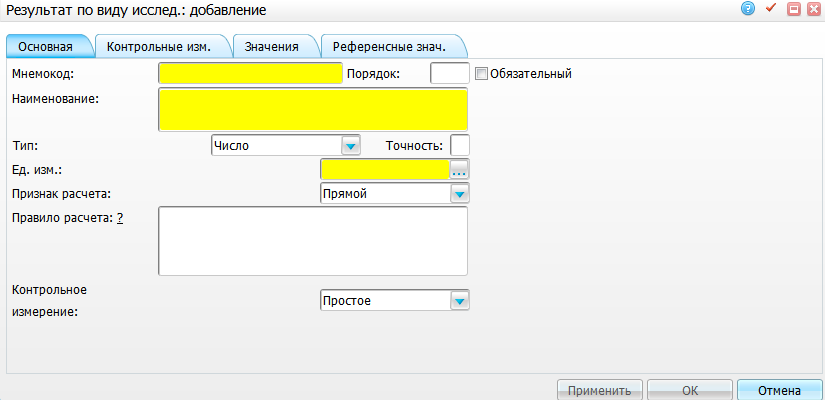 Результат по виду исслед.: добавление
Основная Контрольные изм. Значения Референсные знач.
Мнемокод: Порядок: Обязательный
Наименование:
Тип: Число Точность:
Ед. изм.: ...
Признак расчета: Прямой
Правило расчета: ?
Контрольное
измерение: Простое
Применить OK Отмена